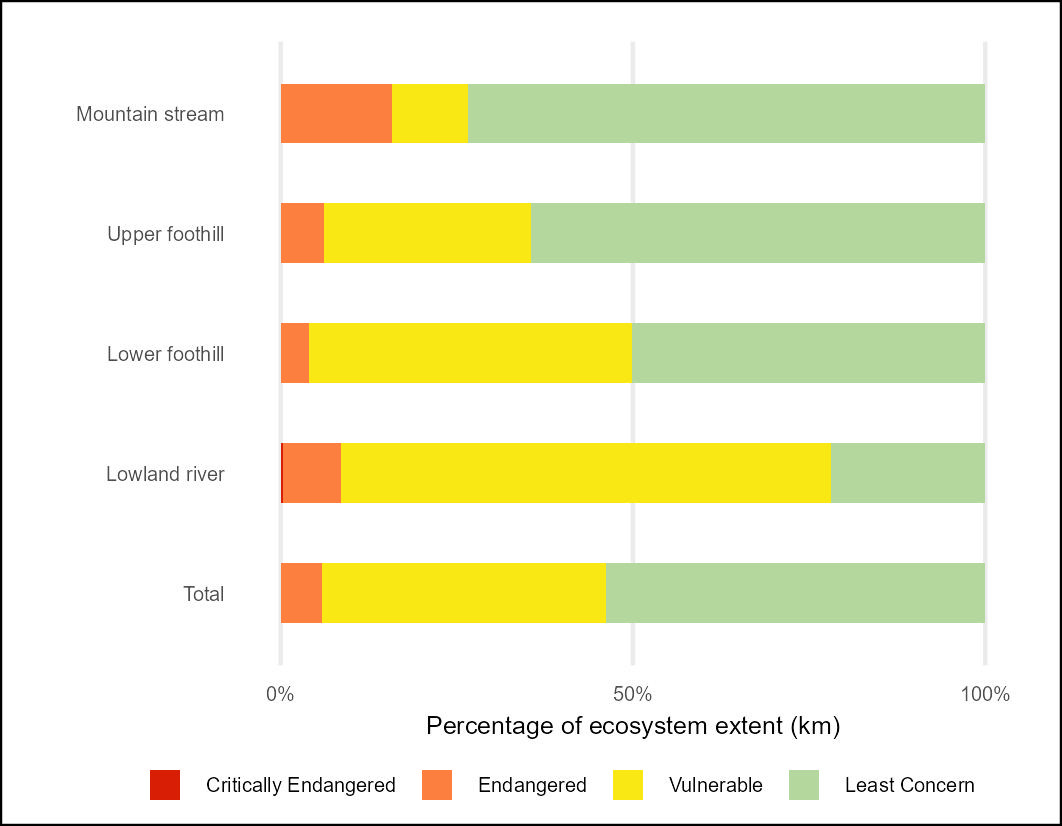 Mountain stream
Upper foothill
Lower foothill
Lowland river
Total
0% 50% 100%
Percentage of ecosystem extent (km)
Critically Endangered Endangered Vulnerable Least Concern